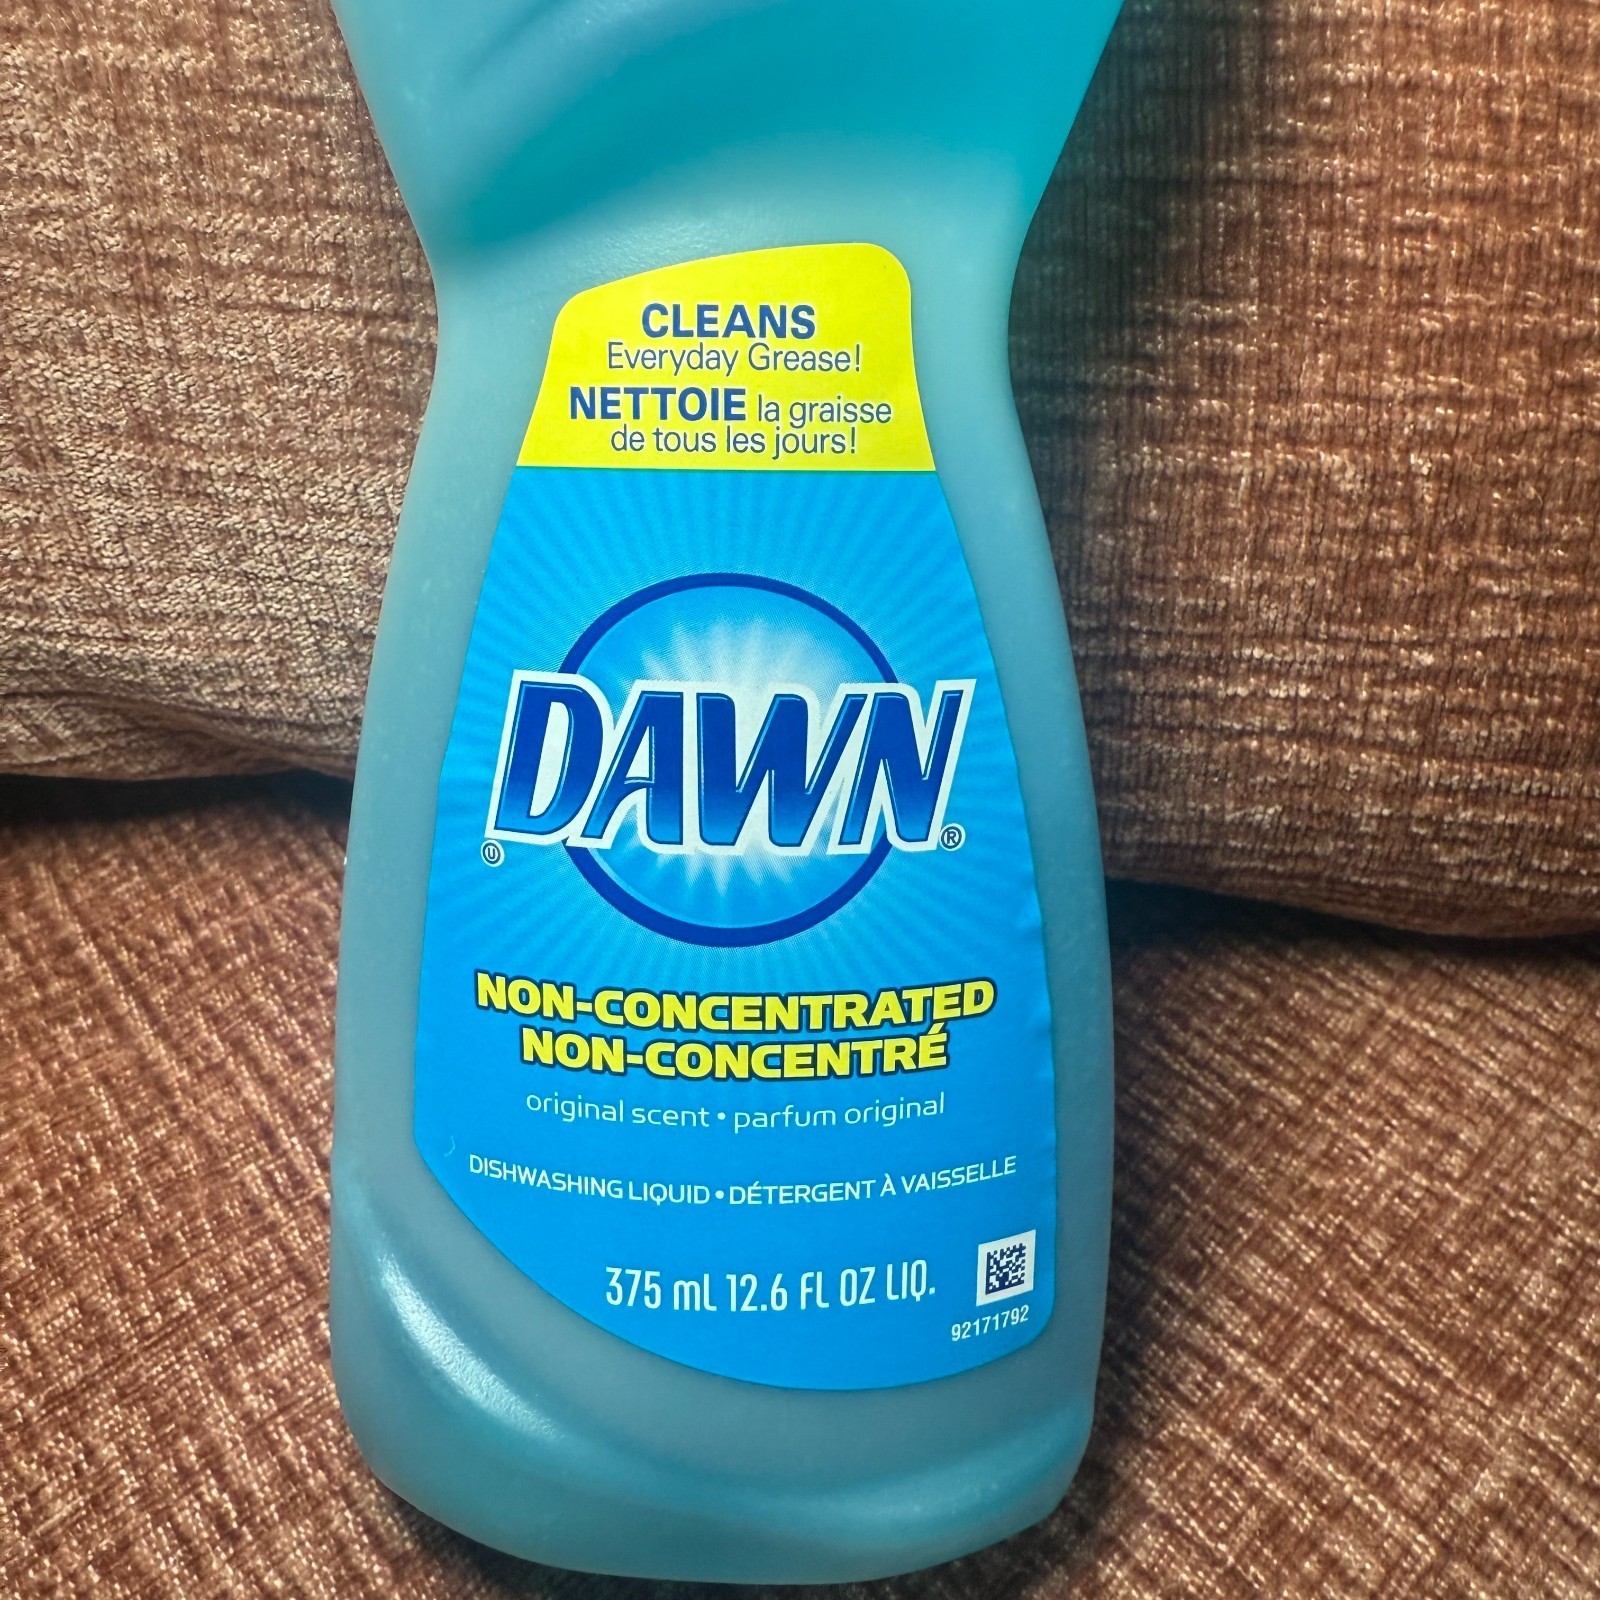 CLEANS
Everyday Grease!
NETTOIE la graisse
de tous les jours!
DAWN®
Ⓤ
NON-CONCENTRATED
NON-CONCENTRÉ
original scent • parfum original
DISHWASHING LIQUID • DÉTERGENT À VAISSELLE
375 mL 12.6 FL OZ LIQ.
92171792